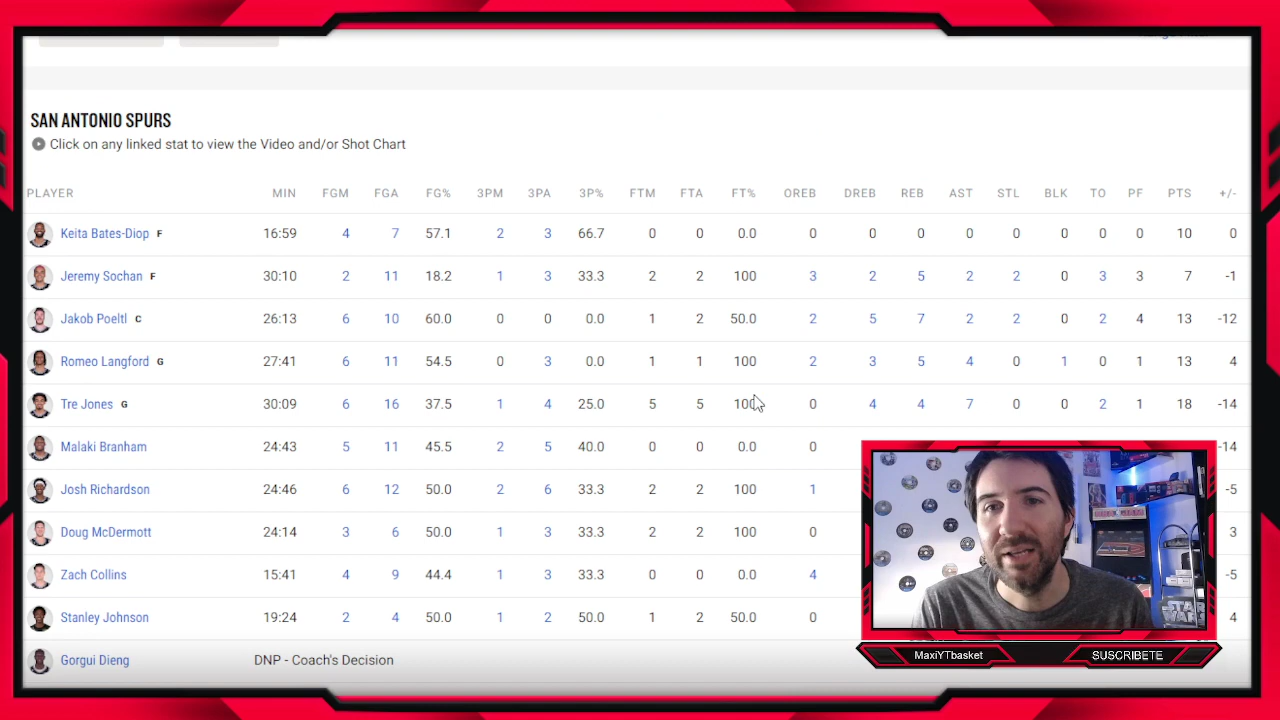 SAN ANTONIO SPURS
Click on any linked stat to view the Video and/or Shot Chart
PLAYER MIN FGM FGA FG% 3PM 3PA 3P% FTM FTA FT% OREB DREB REB AST STL BLK TO PF PTS +/-
Keita Bates-Diop F 16:59 4 7 57.1 2 3 66.7 0 0 0.0 0 0 0 0 0 0 0 0 10 0
Jeremy Sochan F 30:10 2 11 18.2 1 3 33.3 2 2 100 3 2 5 2 2 0 3 3 7 -1
Jakob Poeltl C 26:13 6 10 60.0 0 0 0.0 1 2 50.0 2 5 7 2 2 0 2 4 13 -12
Romeo Langford G 27:41 6 11 54.5 0 3 0.0 1 1 100 2 3 5 4 0 1 0 1 13 4
Tre Jones G 30:09 6 16 37.5 1 4 25.0 5 5 100 0 4 4 7 0 0 2 1 18 -14
Malaki Branham 24:43 5 11 45.5 2 5 40.0 0 0 0.0 0 -14
Josh Richardson 24:46 6 12 50.0 2 6 33.3 2 2 100 1 -5
Doug McDermott 24:14 3 6 50.0 1 3 33.3 2 2 100 0 3
Zach Collins 15:41 4 9 44.4 1 3 33.3 0 0 0.0 4 -5
Stanley Johnson 19:24 2 4 50.0 1 2 50.0 1 2 50.0 0 4
Gorgui Dieng DNP - Coach's Decision
MaxiYTbasket SUSCRIBETE